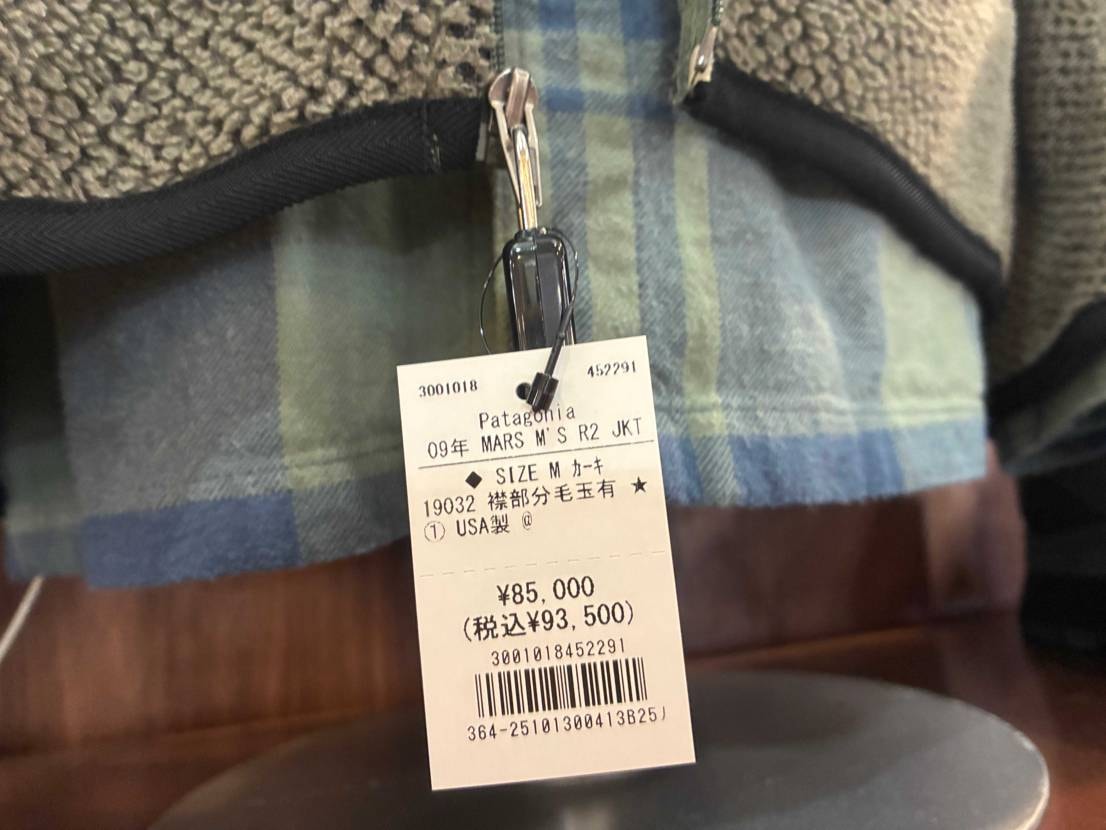 3001018 452291
Patagonia
09年 MARS M'S R2 JKT
◆ SIZE M ｶｰｷ
19032 襟部分毛玉有 ★
① USA製 @
¥85,000
(税込¥93,500)
3001018452291
364-25101300413B25)